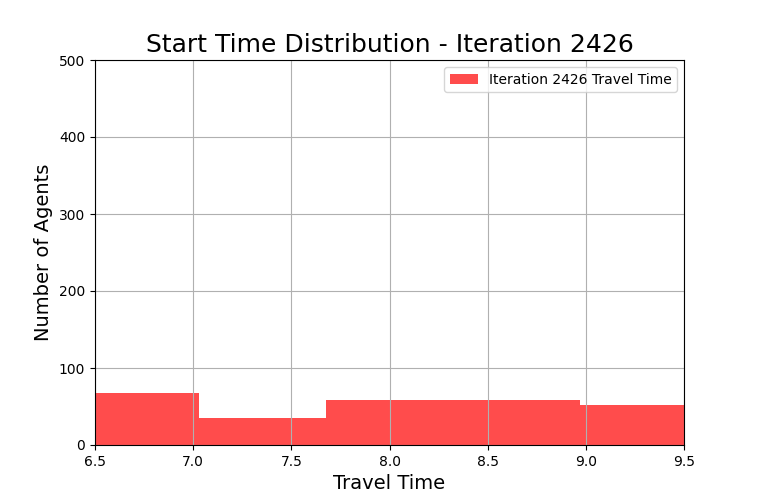 Start Time Distribution - Iteration 2426
500
Iteration 2426 Travel Time
400
300
200
100
0
Number of Agents
6.5 7.0 7.5 8.0 8.5 9.0 9.5
Travel Time